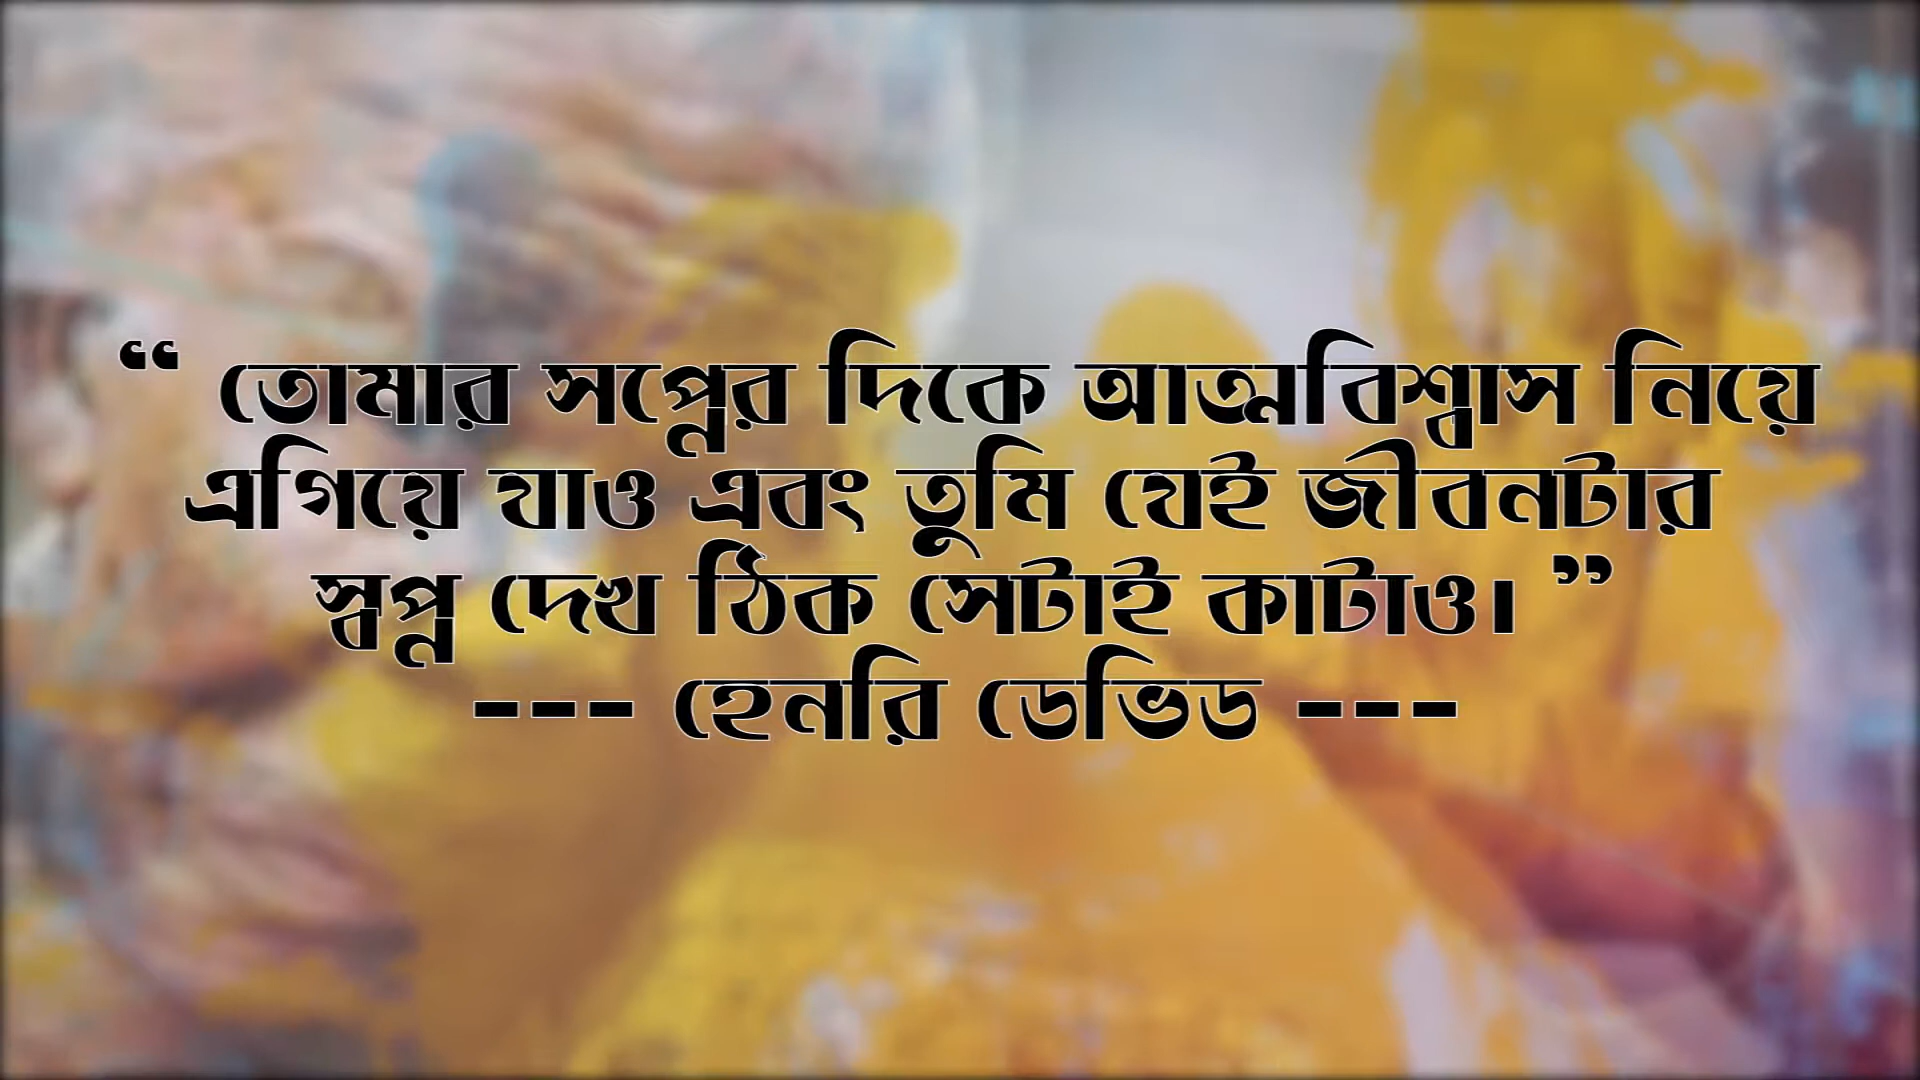 “ তোমার সপ্নের দিকে আত্মবিশ্বাস নিয়ে
এগিয়ে যাও এবং তুমি যেই জীবনটার
স্বপ্ন দেখ ঠিক সেটাই কাটাও। ”
--- হেনরি ডেভিড ---